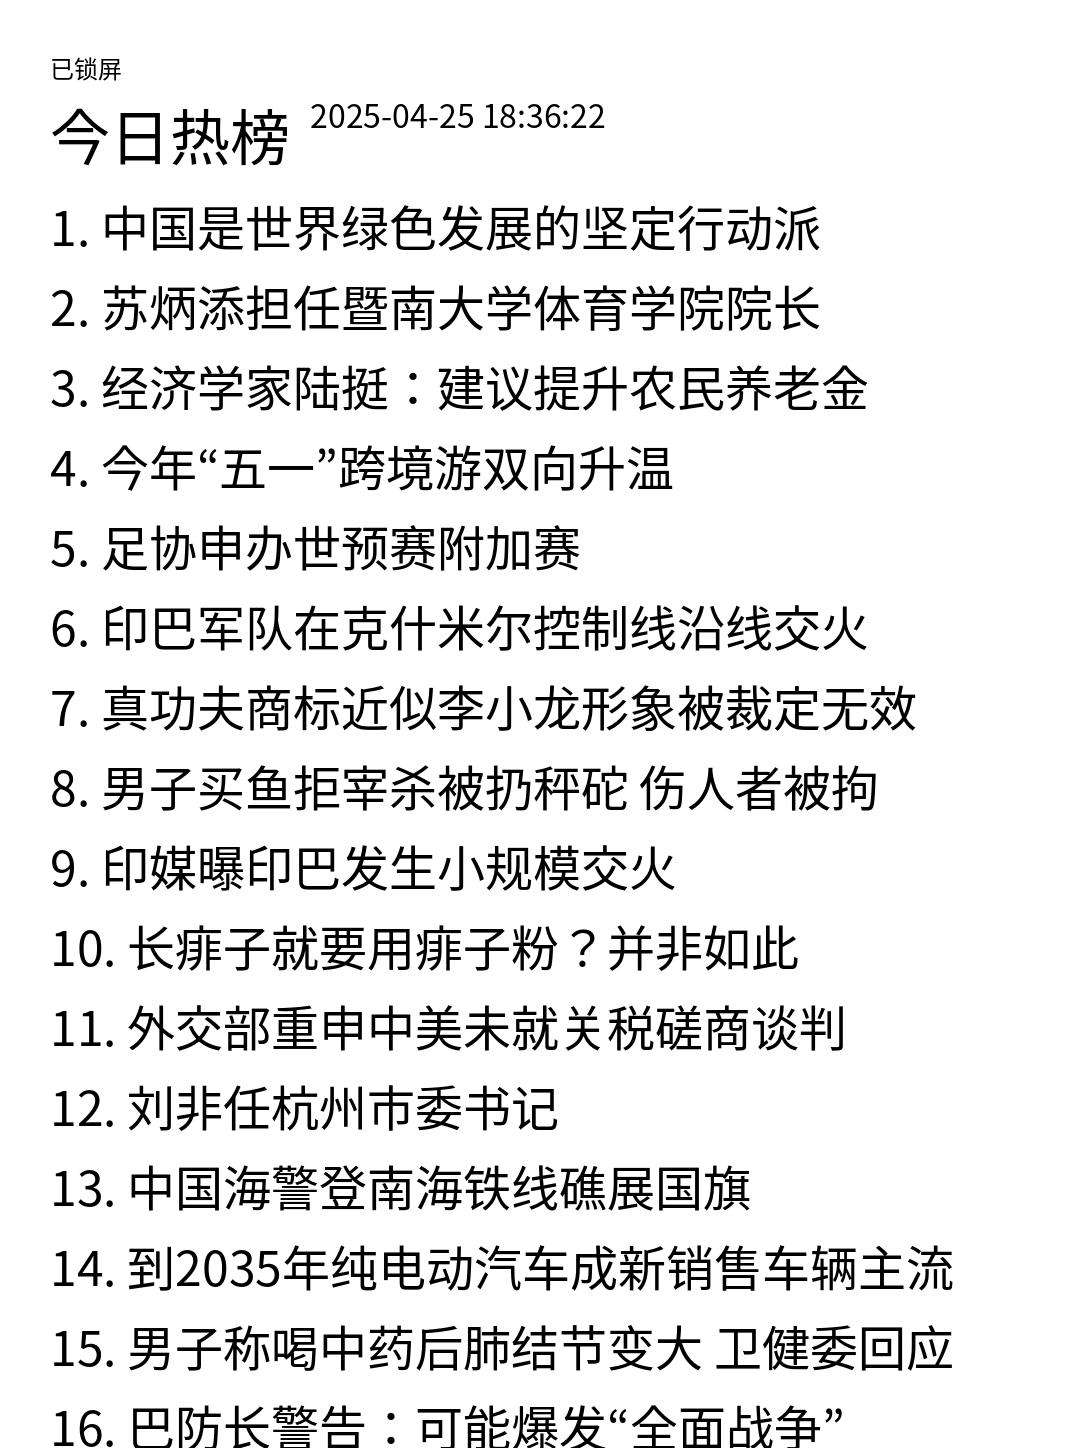 已锁屏
今日热榜 2025-04-25 18:36:22
1. 中国是世界绿色发展的坚定行动派
2. 苏炳添担任暨南大学体育学院院长
3. 经济学家陆挺：建议提升农民养老金
4. 今年“五一”跨境游双向升温
5. 足协申办世预赛附加赛
6. 印巴军队在克什米尔控制线沿线交火
7. 真功夫商标近似李小龙形象被裁定无效
8. 男子买鱼拒宰杀被扔秤砣 伤人者被拘
9. 印媒曝印巴发生小规模交火
10. 长痱子就要用痱子粉？并非如此
11. 外交部重申中美未就关税磋商谈判
12. 刘非任杭州市委书记
13. 中国海警登南海铁线礁展国旗
14. 到2035年纯电动汽车成新销售车辆主流
15. 男子称喝中药后肺结节变大 卫健委回应
16. 巴防长警告：可能爆发“全面战争”